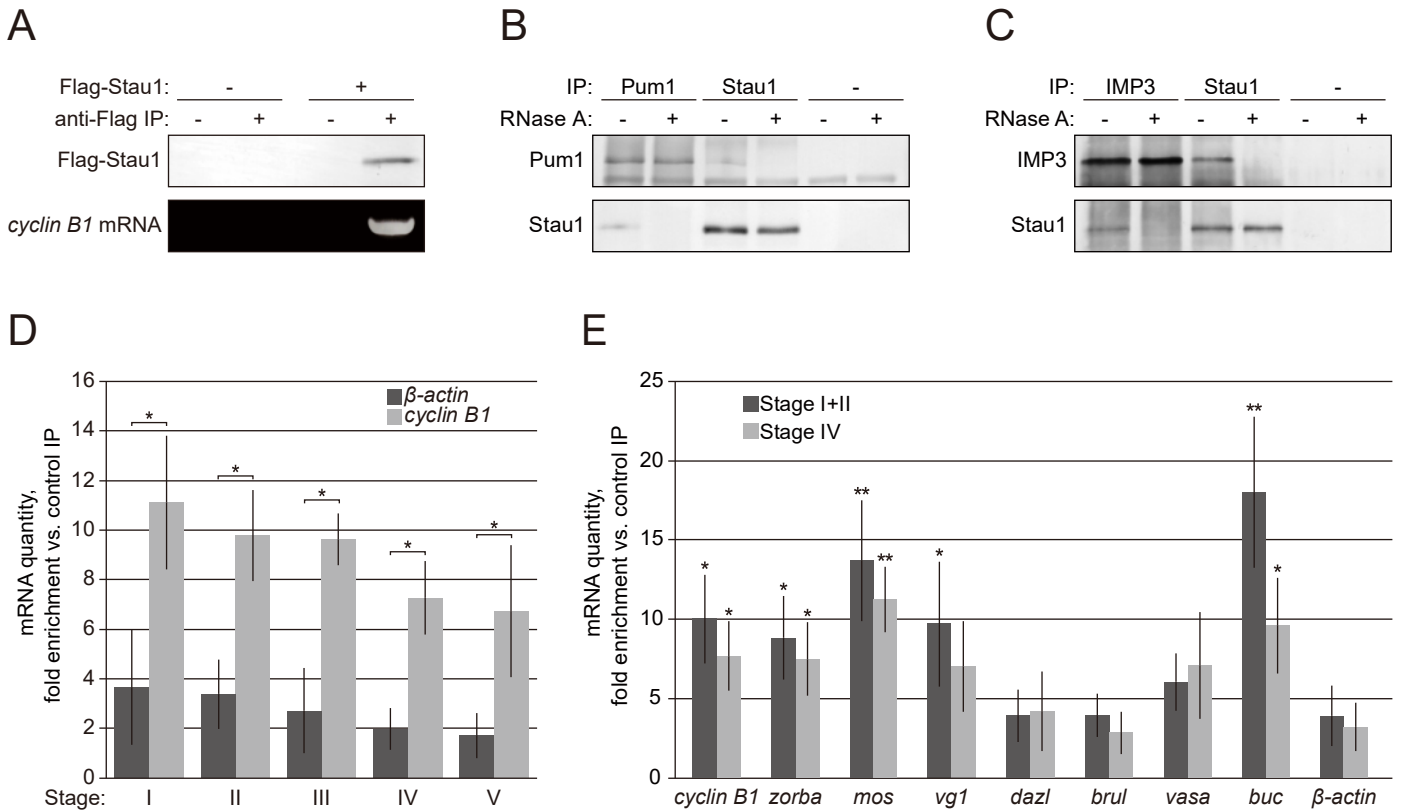 A
Flag-Stau1: - +
anti-Flag IP: - + - +
Flag-Stau1
cyclin B1 mRNA
B
IP: Pum1 Stau1 -
RNase A: - + - + - +
Pum1
Stau1
C
IP: IMP3 Stau1 -
RNase A: - + - + - +
IMP3
Stau1
D
mRNA quantity,
fold enrichment vs. control IP
16
14
12
10
8
6
4
2
0
β-actin
cyclin B1
*
*
*
*
*
Stage: I II III IV V
E
mRNA quantity,
fold enrichment vs. control IP
25
20
15
10
5
0
Stage I+II
Stage IV
* * * * ** ** * ** *
cyclin B1 zorba mos vg1 dazl brul vasa buc β-actin